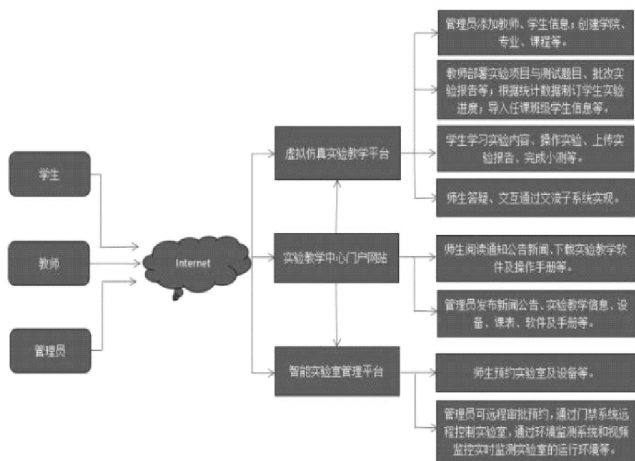 学生
教师
管理员
Internet
虚拟仿真实验教学平台
实验教学中心门户网站
智能实验室管理平台
管理员添加教师、学生信息；创建学院、
专业、课程等。
教师部署实验项目与测试题目、批改实
验报告等；根据统计数据制订学生实验
进度；导入任课班级学生信息等。
学生学习实验内容、操作实验、上传实
验报告、完成小测等。
师生答疑、交互通过交流子系统实现。
师生阅读通知公告新闻、下载实验教学软
件及操作手册等。
管理员发布新闻公告、实验教学信息、设
备、课表、软件及手册等。
师生预约实验室及设备等。
管理员可远程审批预约，通过门禁系统远
程控制实验室，通过环境监测系统和视频
监控实时监测实验室的运行环境等。